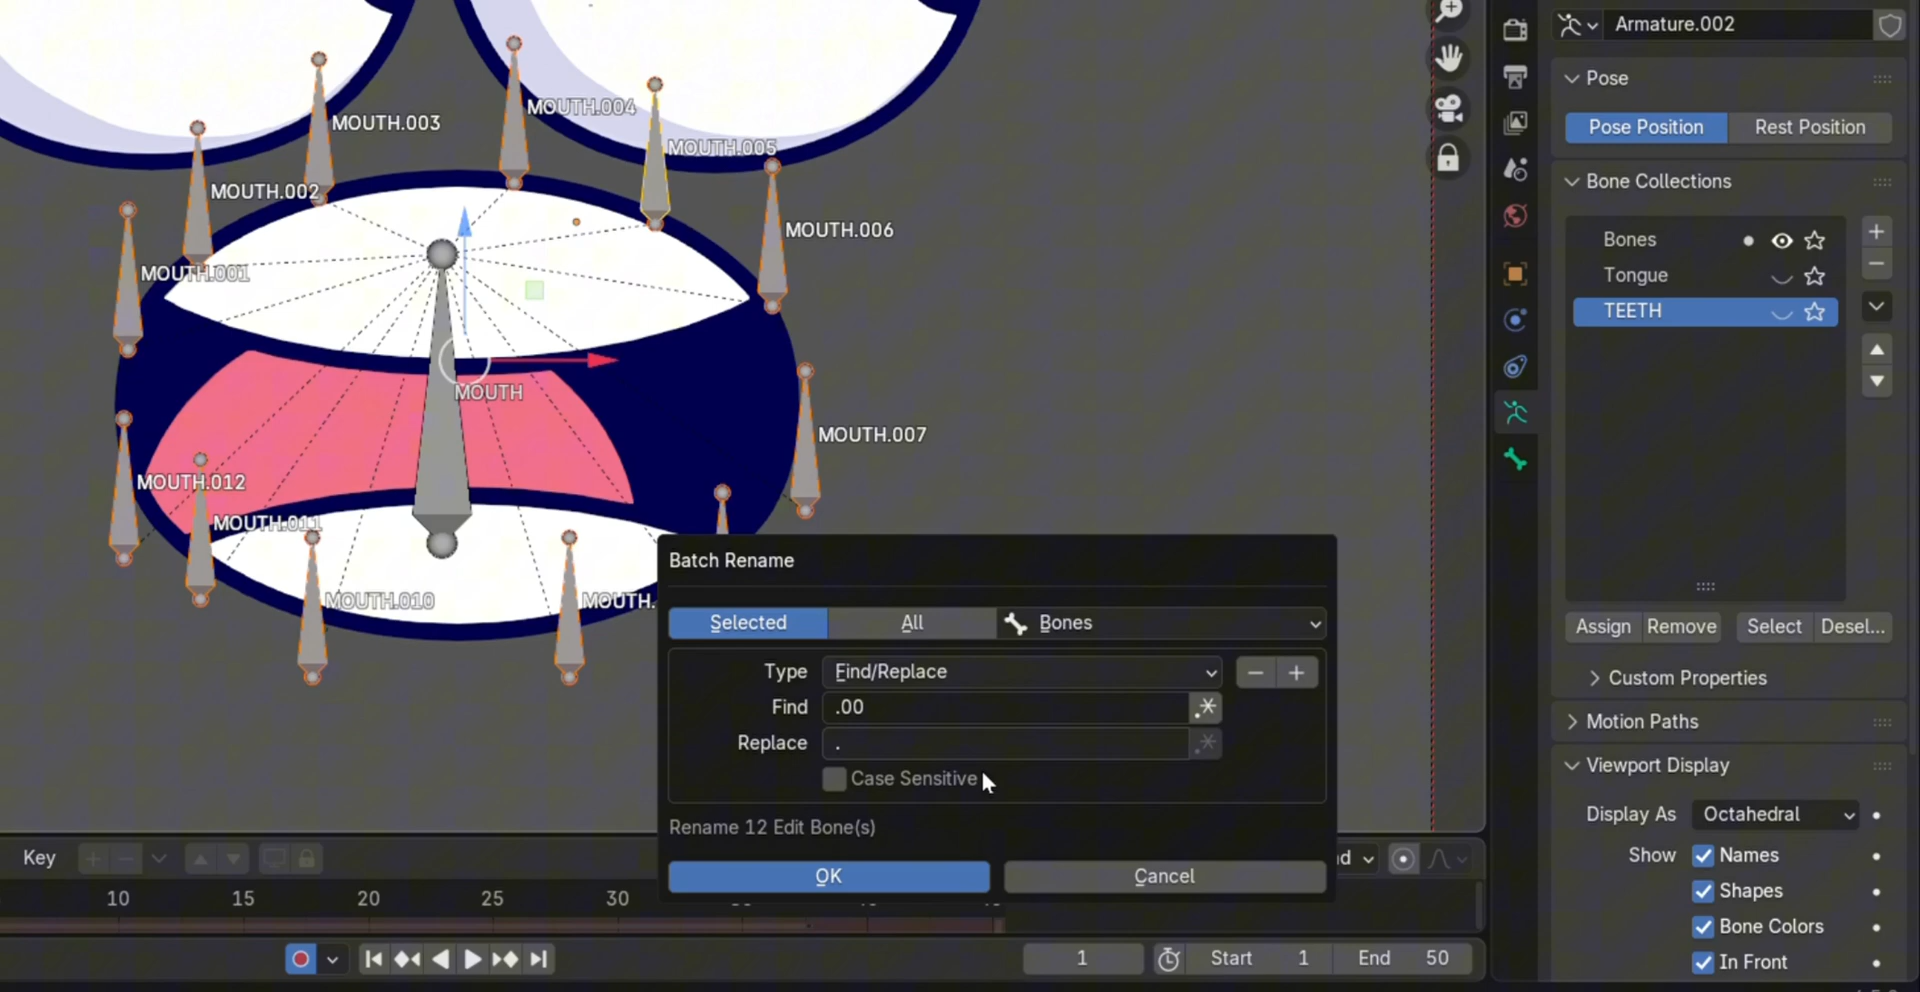 Armature.002
Pose
Pose Position Rest Position
Bone Collections
Bones
Tongue
TEETH
Assign Remove Select Desel...
Custom Properties
Motion Paths
Viewport Display
Display As Octahedral
Show Names
Shapes
Bone Colors
In Front
MOUTH.004
MOUTH.003
MOUTH.005
MOUTH.002
MOUTH.006
MOUTH.001
MOUTH
MOUTH.007
MOUTH.012
MOUTH.011
MOUTH.010
MOUTH.
Batch Rename
Selected All Bones
Type Find/Replace
Find .00
Replace .
Case Sensitive
Rename 12 Edit Bone(s)
OK Cancel
Key
10 15 20 25 30
1 Start 1 End 50